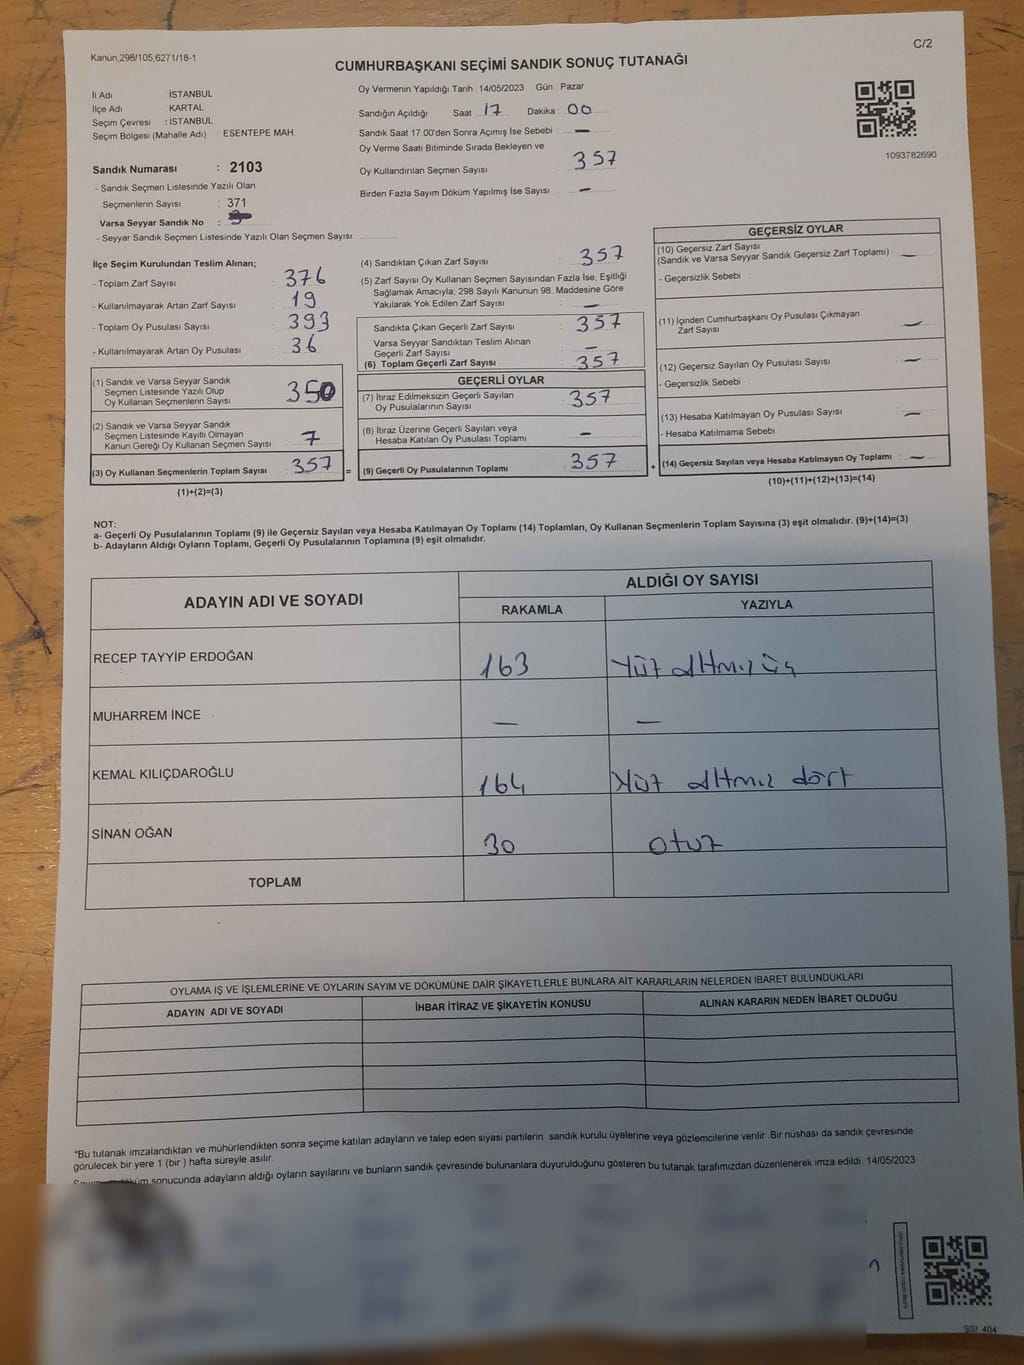 Kanun,298/105,6271/18-1
C/2
CUMHURBAŞKANI SEÇİMİ SANDIK SONUÇ TUTANAĞI
İl Adı : İSTANBUL
İlçe Adı : KARTAL
Seçim Çevresi : İSTANBUL
Seçim Bölgesi (Mahalle Adı) : ESENTEPE MAH.
Sandık Numarası : 2103
- Sandık Seçmen Listesinde Yazılı Olan
Seçmenlerin Sayısı : 371
Varsa Seyyar Sandık No :
- Seyyar Sandık Seçmen Listesinde Yazılı Olan Seçmen Sayısı:
Oy Vermenin Yapıldığı Tarih : 14/05/2023 Gün : Pazar
Sandığın Açıldığı Saat : 17 Dakika : 00
Sandık Saat 17.00'den Sonra Açımış İse Sebebi : —
Oy Verme Saati Bitiminde Sırada Bekleyen ve
Oy Kullandırılan Seçmen Sayısı : 357
Birden Fazla Sayım Döküm Yapılmış İse Sayısı : —
1093782690
İlçe Seçim Kurulundan Teslim Alınan;
- Toplam Zarf Sayısı : 376
- Kullanılmayarak Artan Zarf Sayısı : 19
- Toplam Oy Pusulası Sayısı : 393
- Kullanılmayarak Artan Oy Pusulası : 36
(1) Sandık ve Varsa Seyyar Sandık
Seçmen Listesinde Yazılı Olup
Oy Kullanan Seçmenlerin Sayısı : 350
(2) Sandık ve Varsa Seyyar Sandık
Seçmen Listesinde Kayıtlı Olmayan
Kanun Gereği Oy Kullanan Seçmen Sayısı : 7
(3) Oy Kullanan Seçmenlerin Toplam Sayısı : 357 =
(1)+(2)=(3)
(4) Sandıktan Çıkan Zarf Sayısı : 357
(5) Zarf Sayısı Oy Kullanan Seçmen Sayısından Fazla İse, Eşitliği
Sağlamak Amacıyla, 298 Sayılı Kanunun 98. Maddesine Göre
Yakılarak Yok Edilen Zarf Sayısı : —
Sandıkta Çıkan Geçerli Zarf Sayısı : 357
Varsa Seyyar Sandıktan Teslim Alınan
Geçerli Zarf Sayısı : —
(6) Toplam Geçerli Zarf Sayısı : 357
GEÇERLİ OYLAR
(7) İtiraz Edilmeksizin Geçerli Sayılan
Oy Pusulalarının Sayısı : 357
(8) İtiraz Üzerine Geçerli Sayılan veya
Hesaba Katılan Oy Pusulası Toplamı : —
(9) Geçerli Oy Pusulalarının Toplamı : 357 +
GEÇERSİZ OYLAR
(10) Geçersiz Zarf Sayısı
(Sandık ve Varsa Seyyar Sandık Geçersiz Zarf Toplamı) : —
- Geçersizlik Sebebi :
(11) İçinden Cumhurbaşkanı Oy Pusulası Çıkmayan
Zarf Sayısı : —
(12) Geçersiz Sayılan Oy Pusulası Sayısı : —
- Geçersizlik Sebebi :
(13) Hesaba Katılmayan Oy Pusulası Sayısı : —
- Hesaba Katılmama Sebebi :
(14) Geçersiz Sayılan veya Hesaba Katılmayan Oy Toplamı : —
(10)+(11)+(12)+(13)=(14)
NOT:
a- Geçerli Oy Pusulalarının Toplamı (9) ile Geçersiz Sayılan veya Hesaba Katılmayan Oy Toplamı (14) Toplamları, Oy Kullanan Seçmenlerin Toplam Sayısına (3) eşit olmalıdır. (9)+(14)=(3)
b- Adayların Aldığı Oyların Toplamı, Geçerli Oy Pusulalarının Toplamına (9) eşit olmalıdır.
ADAYIN ADI VE SOYADI
ALDIĞI OY SAYISI
RAKAMLA YAZIYLA
RECEP TAYYİP ERDOĞAN 163 Yüz altmış üç
MUHARREM İNCE — —
KEMAL KILIÇDAROĞLU 164 Yüz altmış dört
SİNAN OĞAN 30 otuz
TOPLAM
OYLAMA İŞ VE İŞLEMLERİNE VE OYLARIN SAYIM VE DÖKÜMÜNE DAİR ŞİKAYETLERLE BUNLARA AİT KARARLARIN NELERDEN İBARET BULUNDUKLARI
ADAYIN ADI VE SOYADI İHBAR İTİRAZ VE ŞİKAYETİN KONUSU ALINAN KARARIN NEDEN İBARET OLDUĞU
*Bu tutanak imzalandıktan ve mühürlendikten sonra seçime katılan adayların ve talep eden siyasi partilerin sandık kurulu üyelerine veya gözlemcilerine verilir. Bir nushası da sandık çevresinde
görülecek bir yere 1 (bir) hafta süreyle asılır.
döküm sonucunda adayların aldığı oyların sayılarını ve bunların sandık çevresinde bulunanlara duyurulduğunu gösteren bu tutanak tarafımızdan düzenlenerek imza edildi. 14/05/2023
SSİ 404